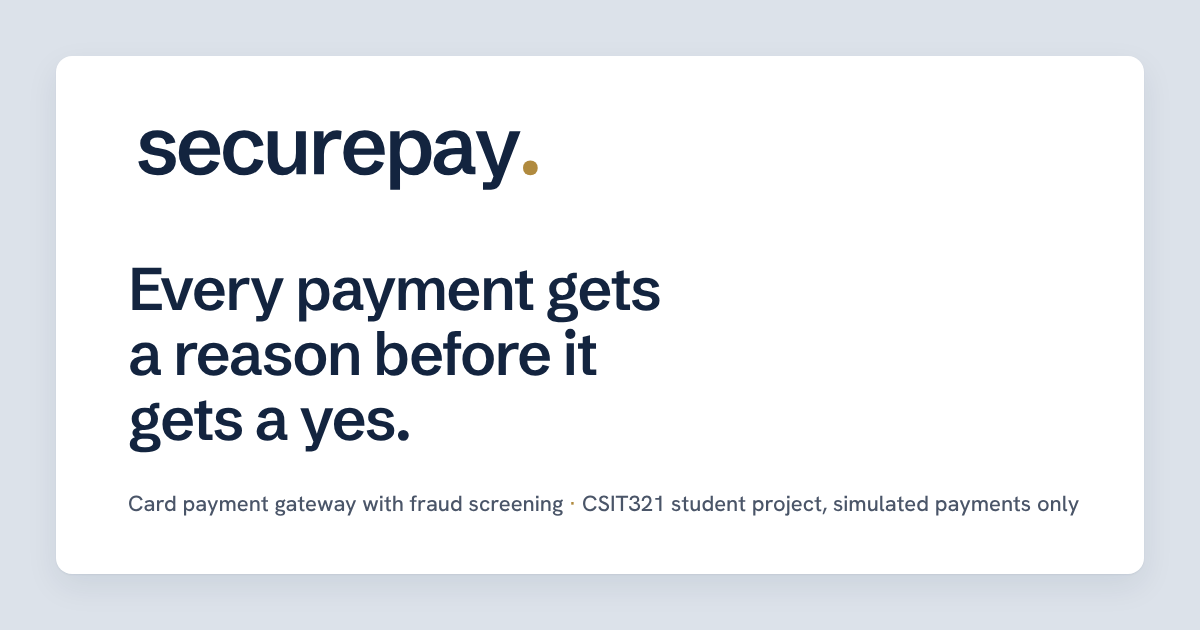 securepay.
Every payment gets
a reason before it
gets a yes.
Card payment gateway with fraud screening · CSIT321 student project, simulated payments only